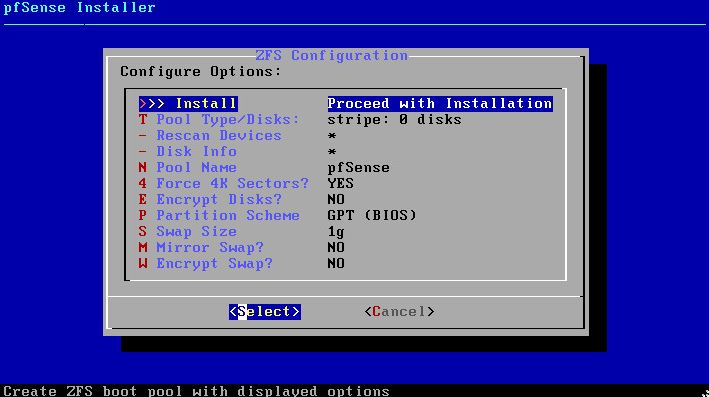 pfSense Installer
ZFS Configuration
Configure Options:
>>> Install Proceed with Installation
T Pool Type/Disks: stripe: 0 disks
- Rescan Devices *
- Disk Info *
N Pool Name pfSense
4 Force 4K Sectors? YES
E Encrypt Disks? NO
P Partition Scheme GPT (BIOS)
S Swap Size 1g
M Mirror Swap? NO
W Encrypt Swap? NO
<Select> <Cancel>
Create ZFS boot pool with displayed options